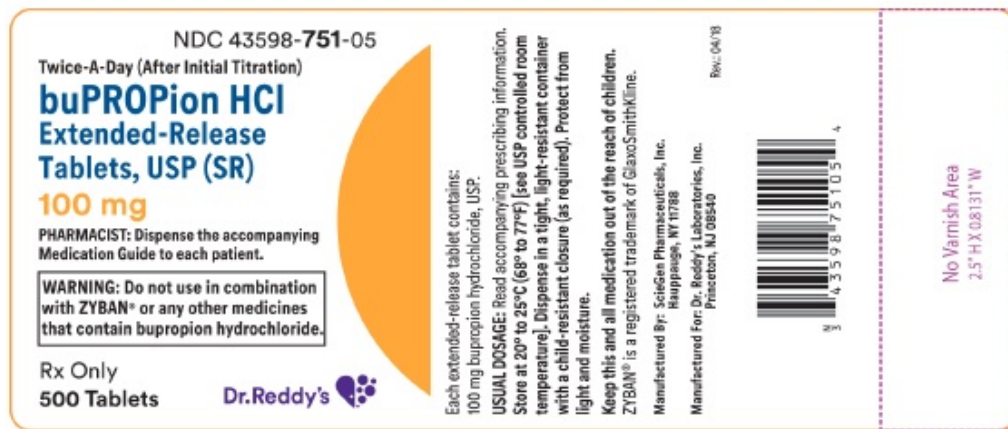 NDC 43598-751-05
Twice-A-Day (After Initial Titration)
buPROPion HCl
Extended-Release
Tablets, USP (SR)
100 mg
PHARMACIST: Dispense the accompanying
Medication Guide to each patient.
WARNING: Do not use in combination
with ZYBAN® or any other medicines
that contain bupropion hydrochloride.
Rx Only
500 Tablets
Dr.Reddy's
Each extended-release tablet contains:
100 mg bupropion hydrochloride, USP.
USUAL DOSAGE: Read accompanying prescribing information.
Store at 20° to 25°C (68° to 77°F) [see USP controlled room
temperature]. Dispense in a tight, light-resistant container
with a child-resistant closure (as required). Protect from
light and moisture.
Keep this and all medication out of the reach of children.
ZYBAN® is a registered trademark of GlaxoSmithKline.
Manufactured By: ScieGen Pharmaceuticals, Inc.
Hauppauge, NY 11788
Manufactured For: Dr. Reddy's Laboratories, Inc.
Princeton, NJ 08540
Rev.: 04/18
N
3 43598 75105 4
No Varnish Area
2.5" H X 0.8131" W